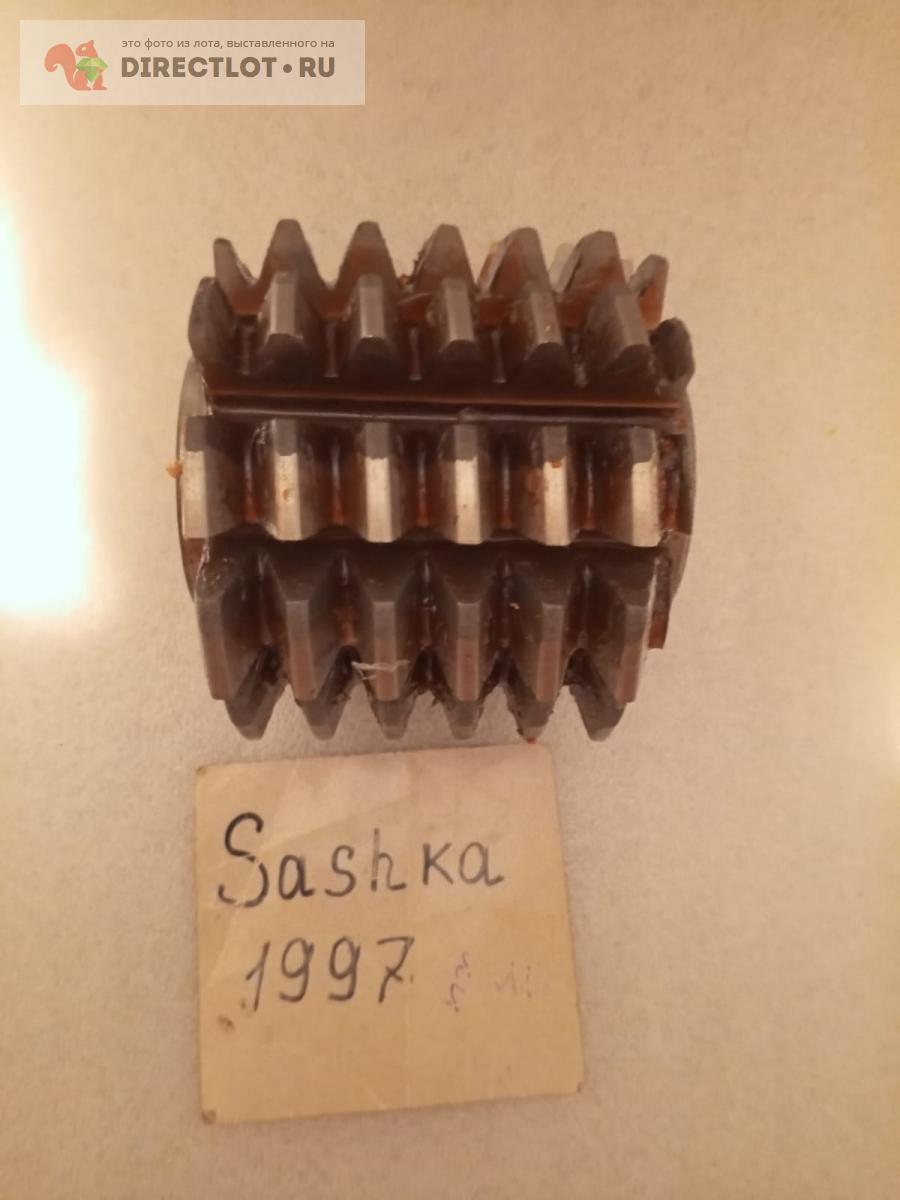 это фото из лота, выставленного на
DIRECTLOT•RU
Sashka
1997